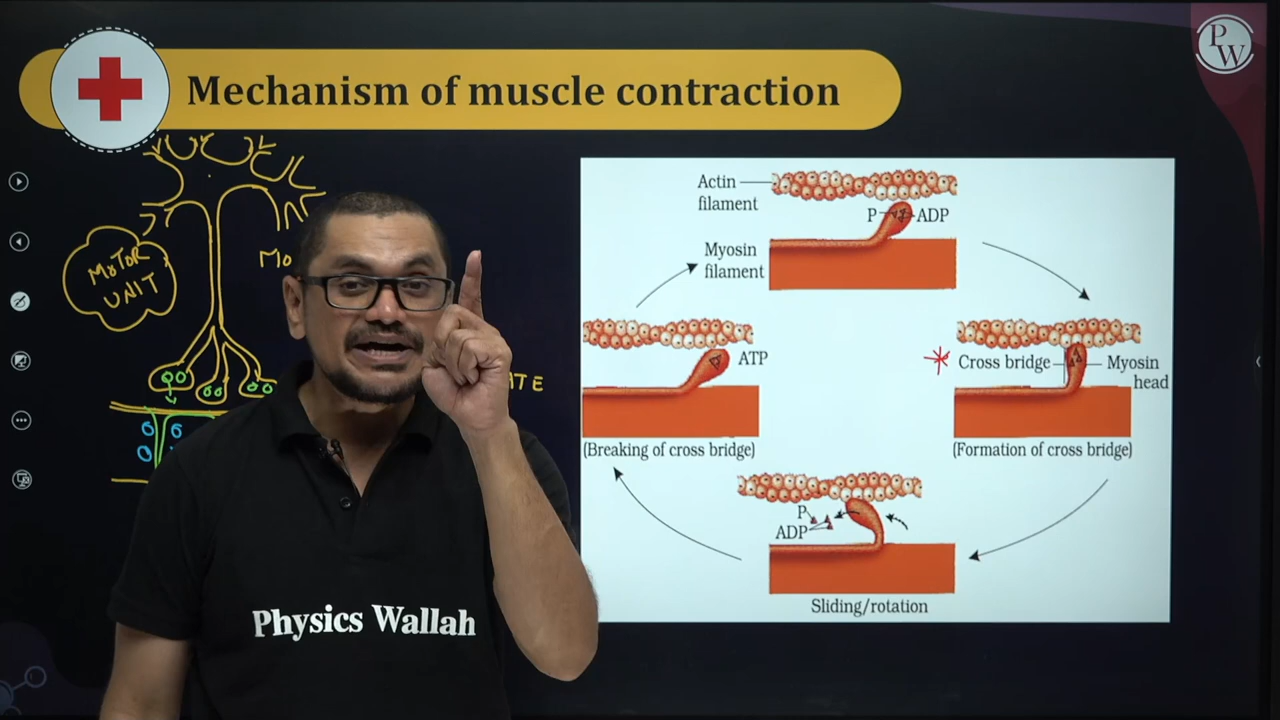 Mechanism of muscle contraction
PW
MOTOR
UNIT
Actin
filament
P
ADP
Myosin
filament
ATP
Cross bridge
Myosin
head
(Breaking of cross bridge)
(Formation of cross bridge)
P
ADP
Sliding/rotation
Physics Wallah